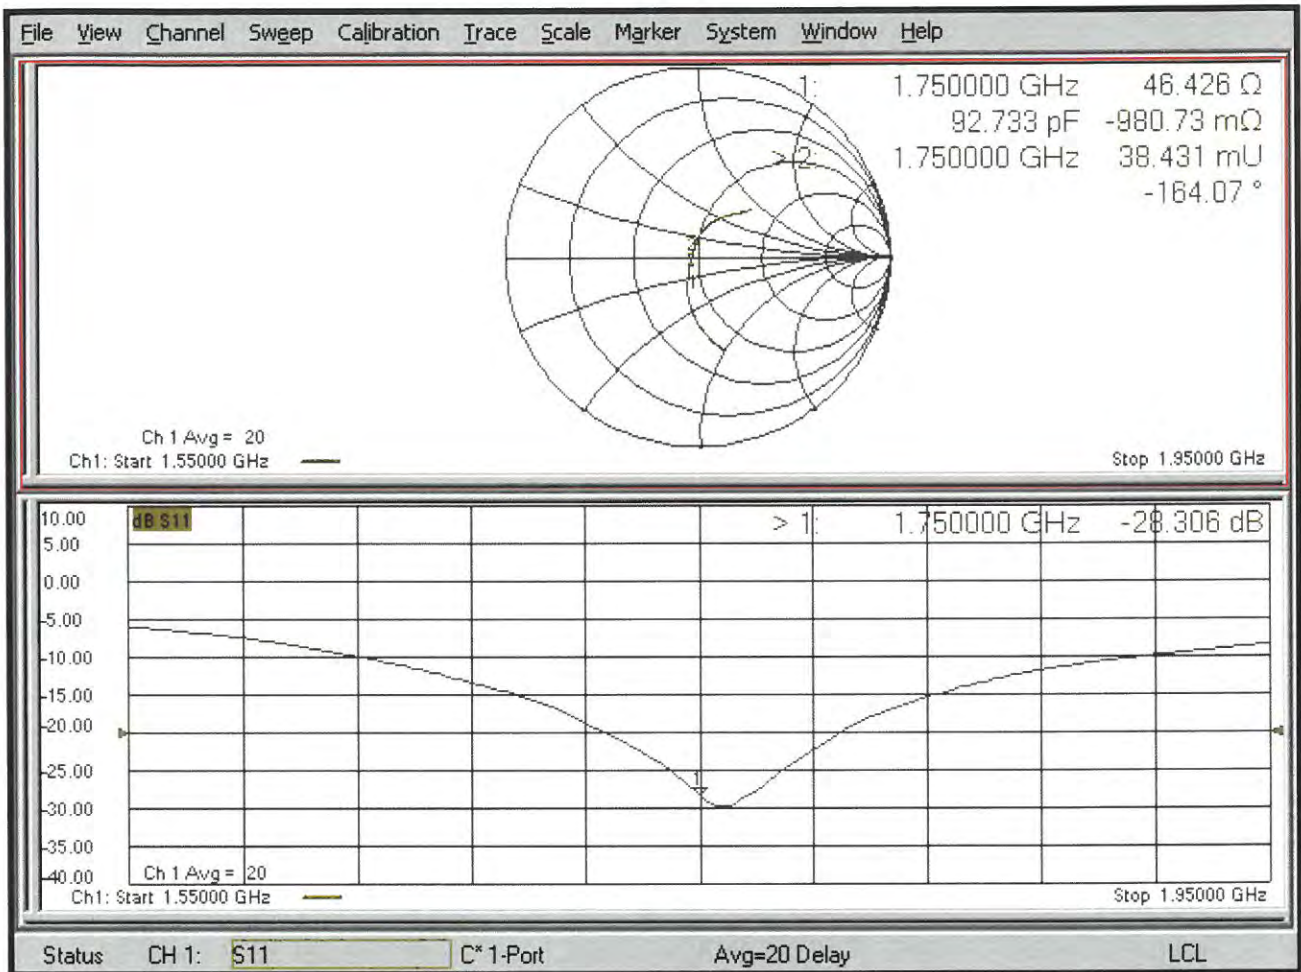 File View Channel Sweep Calibration Trace Scale Marker System Window Help
1: 1.750000 GHz 46.426 Ω
92.733 pF -980.73 mΩ
> 2: 1.750000 GHz 38.431 mU
-164.07 °
Ch 1 Avg = 20
Ch1: Start 1.55000 GHz Stop 1.95000 GHz
10.00 dB S11 > 1: 1.750000 GHz -28.306 dB
5.00
0.00
-5.00
-10.00
-15.00
-20.00
-25.00
1
-30.00
-35.00
-40.00 Ch 1 Avg = 20
Ch1: Start 1.55000 GHz Stop 1.95000 GHz
Status CH 1: S11 C* 1-Port Avg=20 Delay LCL